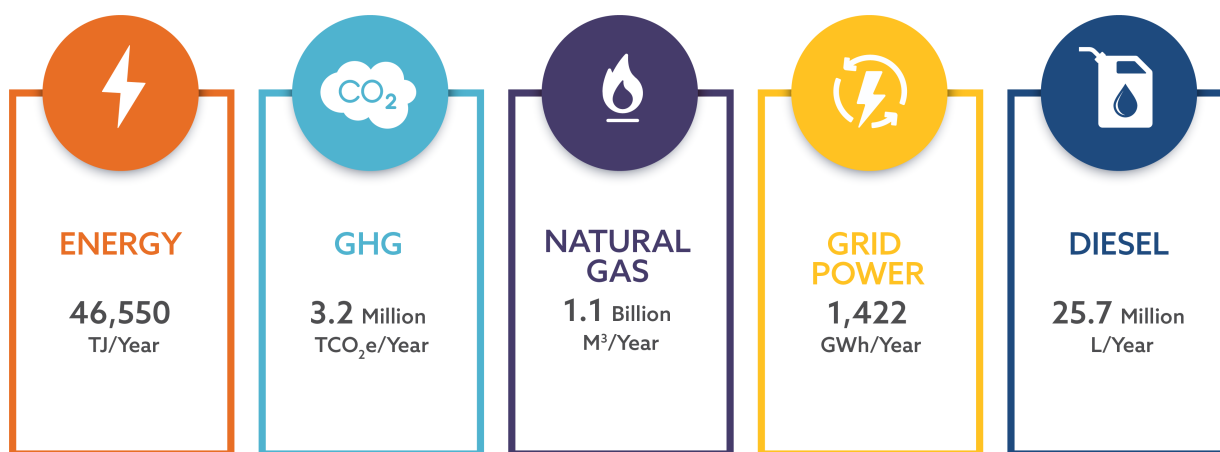 CO₂
ENERGY
46,550
TJ/Year
GHG
3.2 Million
TCO₂e/Year
NATURAL
GAS
1.1 Billion
M³/Year
GRID
POWER
1,422
GWh/Year
DIESEL
25.7 Million
L/Year